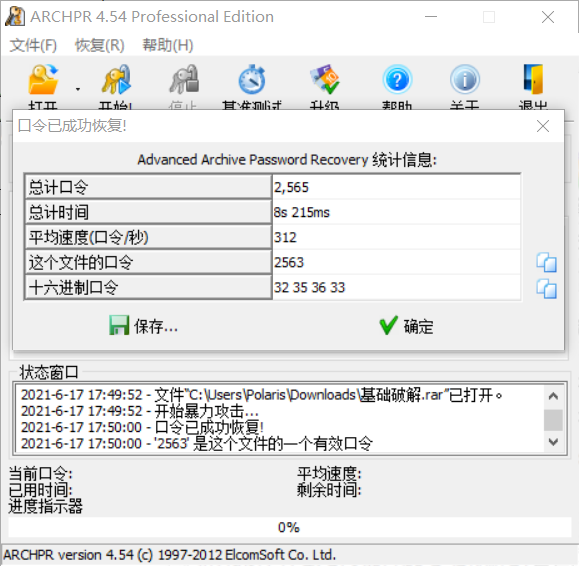 ARCHPR 4.54 Professional Edition
文件(F) 恢复(R) 帮助(H)
打开 开始! 停止 基准测试 升级 帮助 关于 退出
口令已成功恢复!
Advanced Archive Password Recovery 统计信息:
总计口令 2,565
总计时间 8s 215ms
平均速度(口令/秒) 312
这个文件的口令 2563
十六进制口令 32 35 36 33
保存... 确定
状态窗口
2021-6-17 17:49:52 - 文件“C:\Users\Polaris\Downloads\基础破解.rar”已打开。
2021-6-17 17:49:52 - 开始暴力攻击...
2021-6-17 17:50:00 - 口令已成功恢复!
2021-6-17 17:50:00 - '2563' 是这个文件的一个有效口令
当前口令: 平均速度:
已用时间: 剩余时间:
进度指示器
0%
ARCHPR version 4.54 (c) 1997-2012 ElcomSoft Co. Ltd.